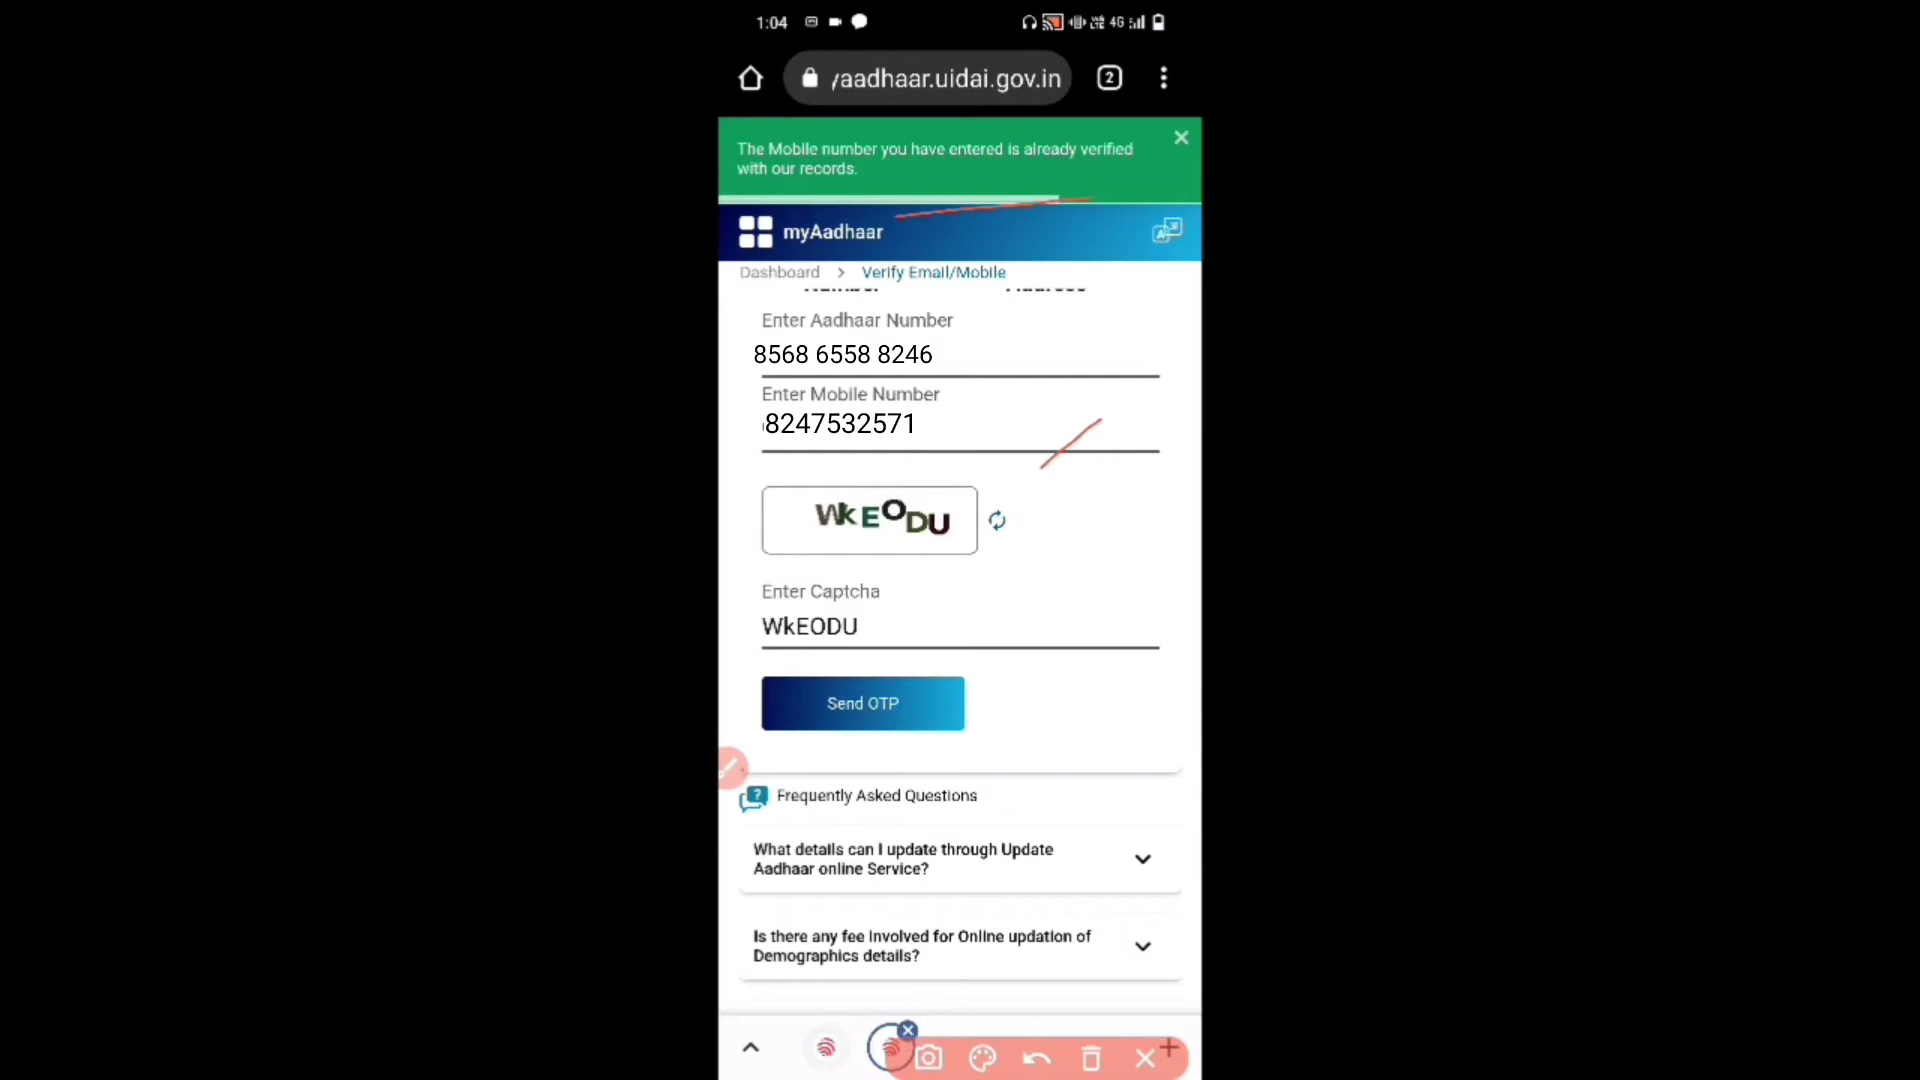 1:04
4G
/aadhaar.uidai.gov.in
2
The Mobile number you have entered is already verified
with our records.
myAadhaar
Dashboard > Verify Email/Mobile
Enter Aadhaar Number
8568 6558 8246
Enter Mobile Number
8247532571
WkEODU
Enter Captcha
WkEODU
Send OTP
Frequently Asked Questions
What details can I update through Update
Aadhaar online Service?
Is there any fee involved for Online updation of
Demographics details?